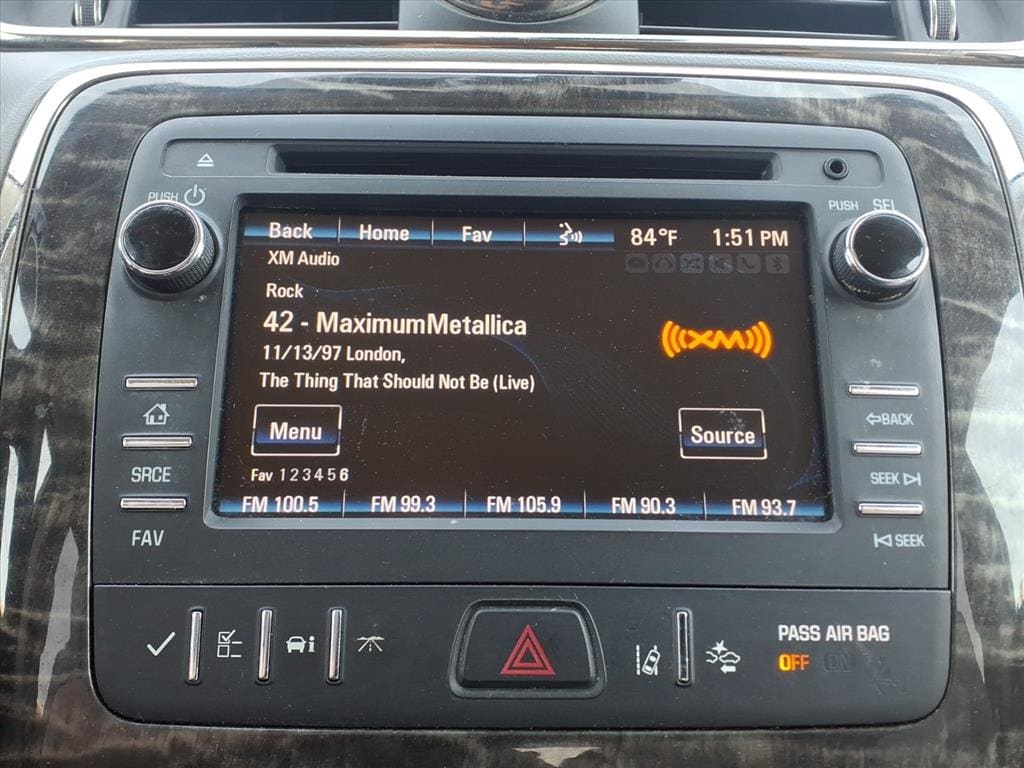 PUSH
PUSH SEL
Back Home Fav 84°F 1:51 PM
XM Audio
Rock
42 - MaximumMetallica
((XM))
11/13/97 London,
The Thing That Should Not Be (Live)
Menu Source
Fav 1 2 3 4 5 6
FM 100.5 FM 99.3 FM 105.9 FM 90.3 FM 93.7
SRCE
FAV
BACK
SEEK
SEEK
PASS AIR BAG
OFF ON